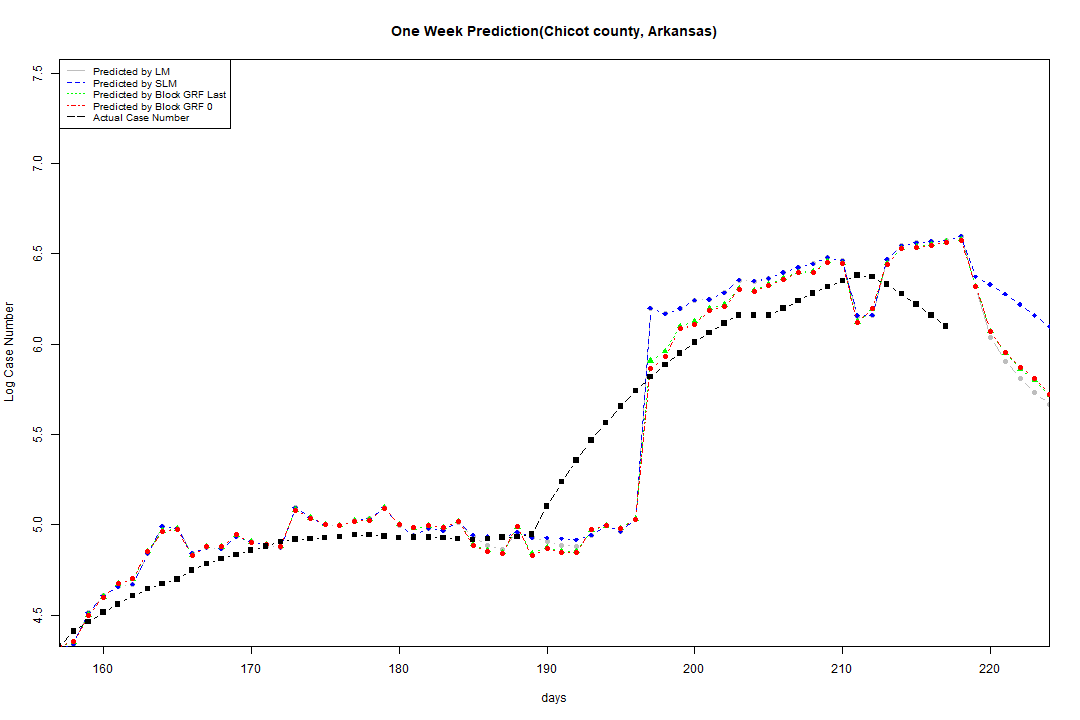 One Week Prediction(Chicot county, Arkansas)
Predicted by LM
Predicted by SLM
Predicted by Block GRF Last
Predicted by Block GRF 0
Actual Case Number
Log Case Number
7.5
7.0
6.5
6.0
5.5
5.0
4.5
160 170 180 190 200 210 220
days